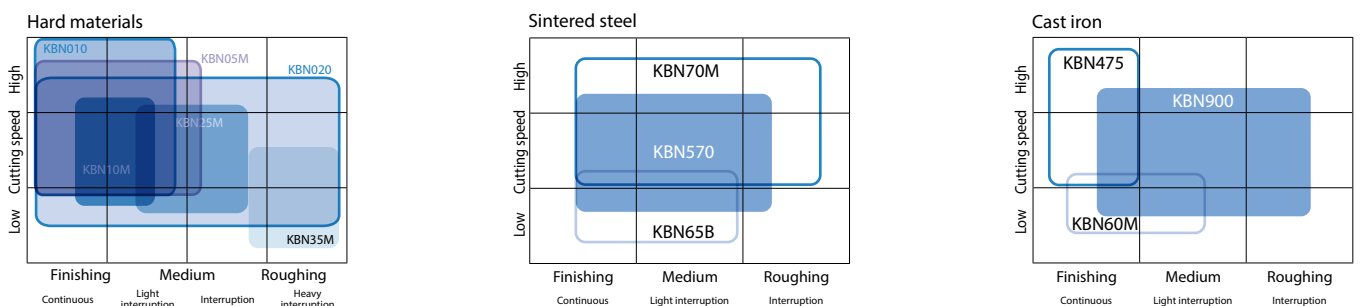 Hard materials
KBN010
KBN05M
KBN020
KBN25M
KBN10M
KBN35M
High
Cutting speed
Low
Finishing
Medium
Roughing
Continuous
Light
interruption
Interruption
Heavy
interruption
Sintered steel
KBN70M
KBN570
KBN65B
High
Cutting speed
Low
Finishing
Medium
Roughing
Continuous
Light interruption
Interruption
Cast iron
KBN475
KBN900
KBN60M
High
Cutting speed
Low
Finishing
Medium
Roughing
Continuous
Light interruption
Interruption